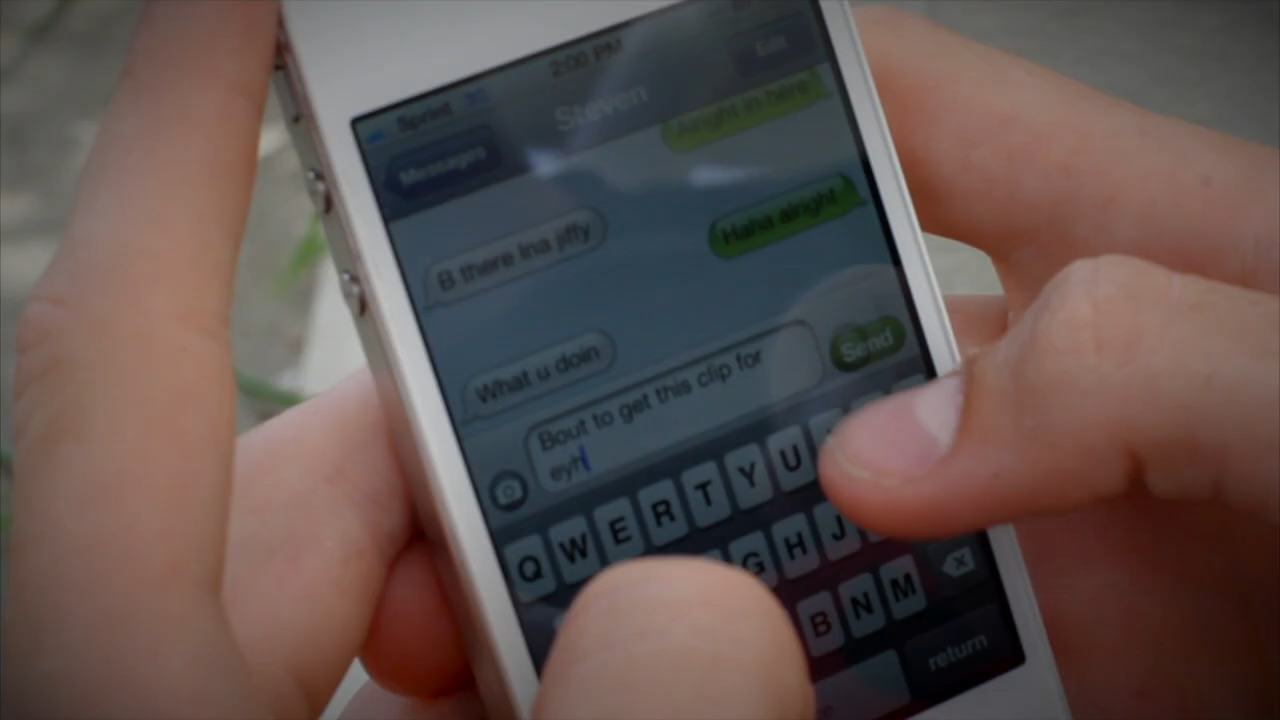 2:00 PM
Sprint
Edit
Messages
Steven
Alright in here
Haha alright
B there Ina jiffy
What u doin
Bout to get this clip for
eyh
Send
Q W E R T Y U
G H J
B N M
return